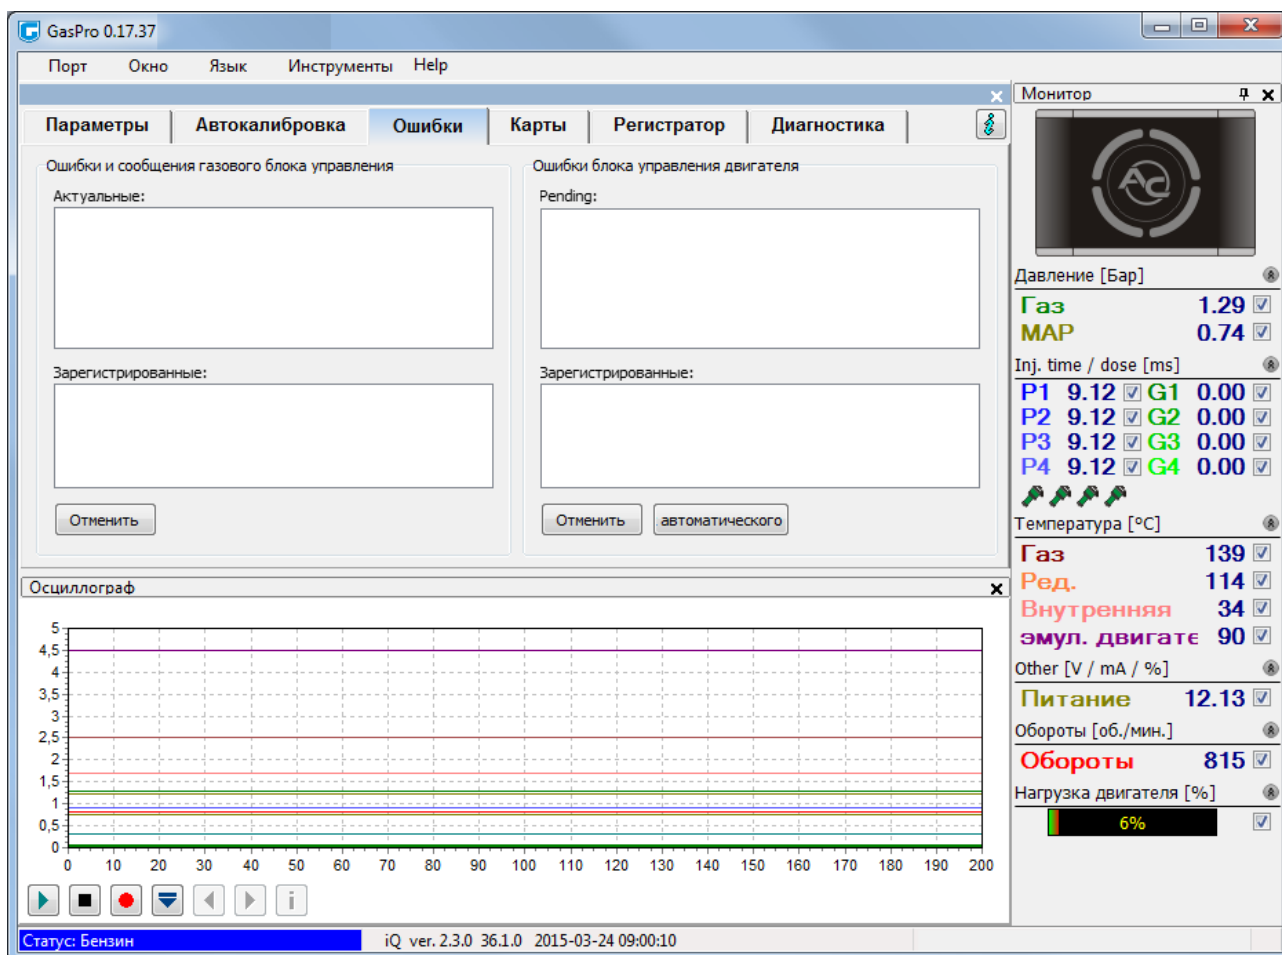 GasPro 0.17.37
Порт Окно Язык Инструменты Help
Параметры Автокалибровка Ошибки Карты Регистратор Диагностика
Ошибки и сообщения газового блока управления
Актуальные:
Зарегистрированные:
Отменить
Ошибки блока управления двигателя
Pending:
Зарегистрированные:
Отменить автоматического
Осциллограф
5
4,5
4
3,5
3
2,5
2
1,5
1
0,5
0
0 10 20 30 40 50 60 70 80 90 100 110 120 130 140 150 160 170 180 190 200
Монитор
AC
Давление [Бар]
Газ 1.29
MAP 0.74
Inj. time / dose [ms]
P1 9.12 G1 0.00
P2 9.12 G2 0.00
P3 9.12 G3 0.00
P4 9.12 G4 0.00
Температура [ºC]
Газ 139
Ред. 114
Внутренняя 34
эмул. двигате 90
Other [V / mA / %]
Питание 12.13
Обороты [об./мин.]
Обороты 815
Нагрузка двигателя [%]
6%
Статус: Бензин
iQ ver. 2.3.0 36.1.0 2015-03-24 09:00:10